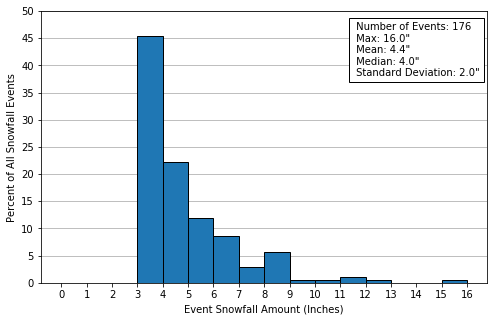 50
45
40
35
30
25
20
15
10
5
0
Percent of All Snowfall Events
Number of Events: 176
Max: 16.0"
Mean: 4.4"
Median: 4.0"
Standard Deviation: 2.0"
0 1 2 3 4 5 6 7 8 9 10 11 12 13 14 15 16
Event Snowfall Amount (Inches)